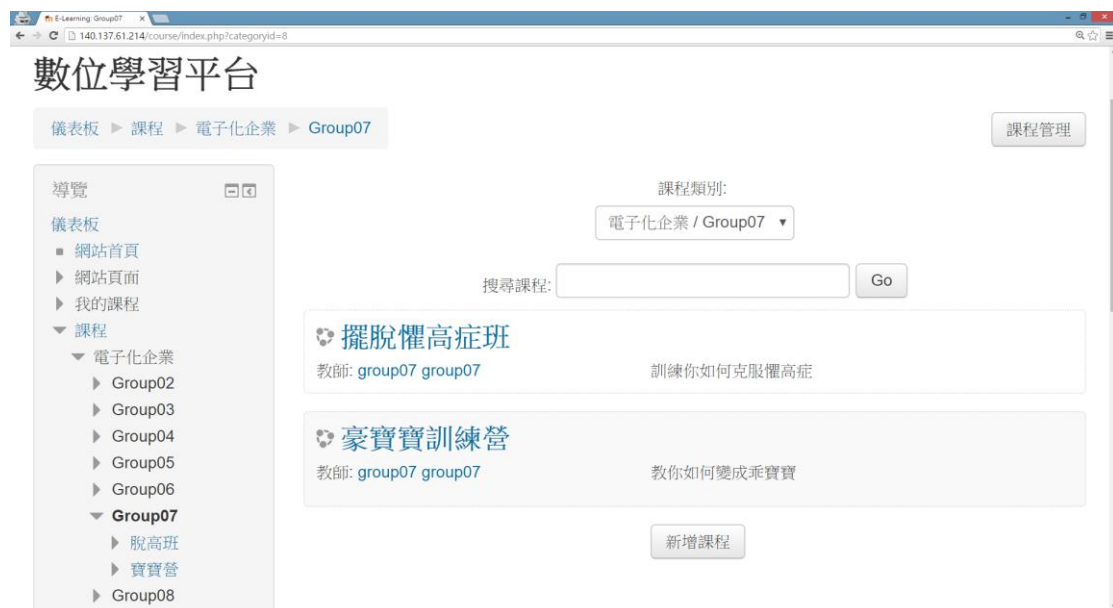 E-Learning: Group07
140.137.61.214/course/index.php?categoryid=8
數位學習平台
儀表板 ▶ 課程 ▶ 電子化企業 ▶ Group07
課程管理
導覽
儀表板
網站首頁
網站頁面
我的課程
課程
電子化企業
Group02
Group03
Group04
Group05
Group06
Group07
脫高班
寶寶營
Group08
課程類別:
電子化企業 / Group07
搜尋課程:
Go
擺脫懼高症班
教師: group07 group07
訓練你如何克服懼高症
豪寶寶訓練營
教師: group07 group07
教你如何變成乖寶寶
新增課程